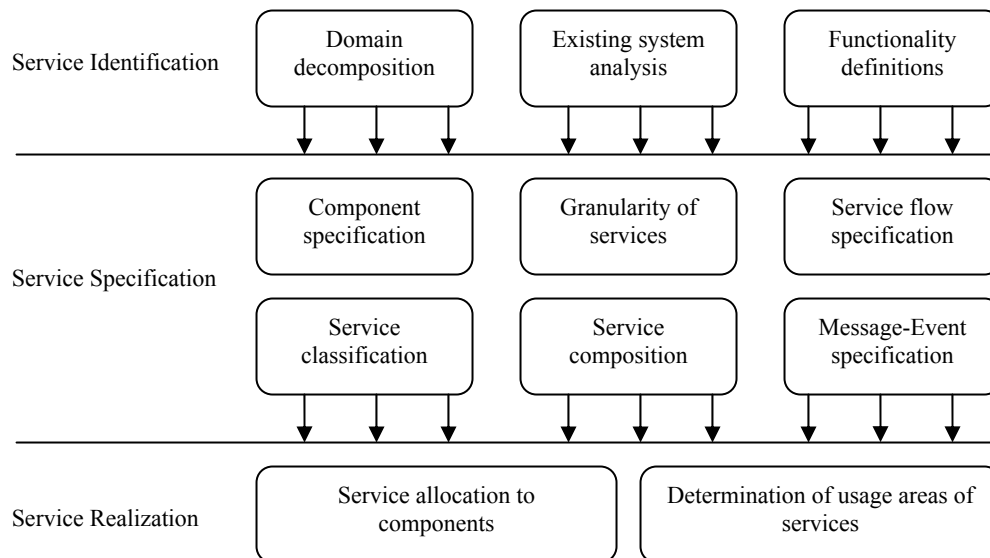 Service Identification
Domain
decomposition
Existing system
analysis
Functionality
definitions
Service Specification
Component
specification
Granularity of
services
Service flow
specification
Service
classification
Service
composition
Message-Event
specification
Service Realization
Service allocation to
components
Determination of usage areas of
services